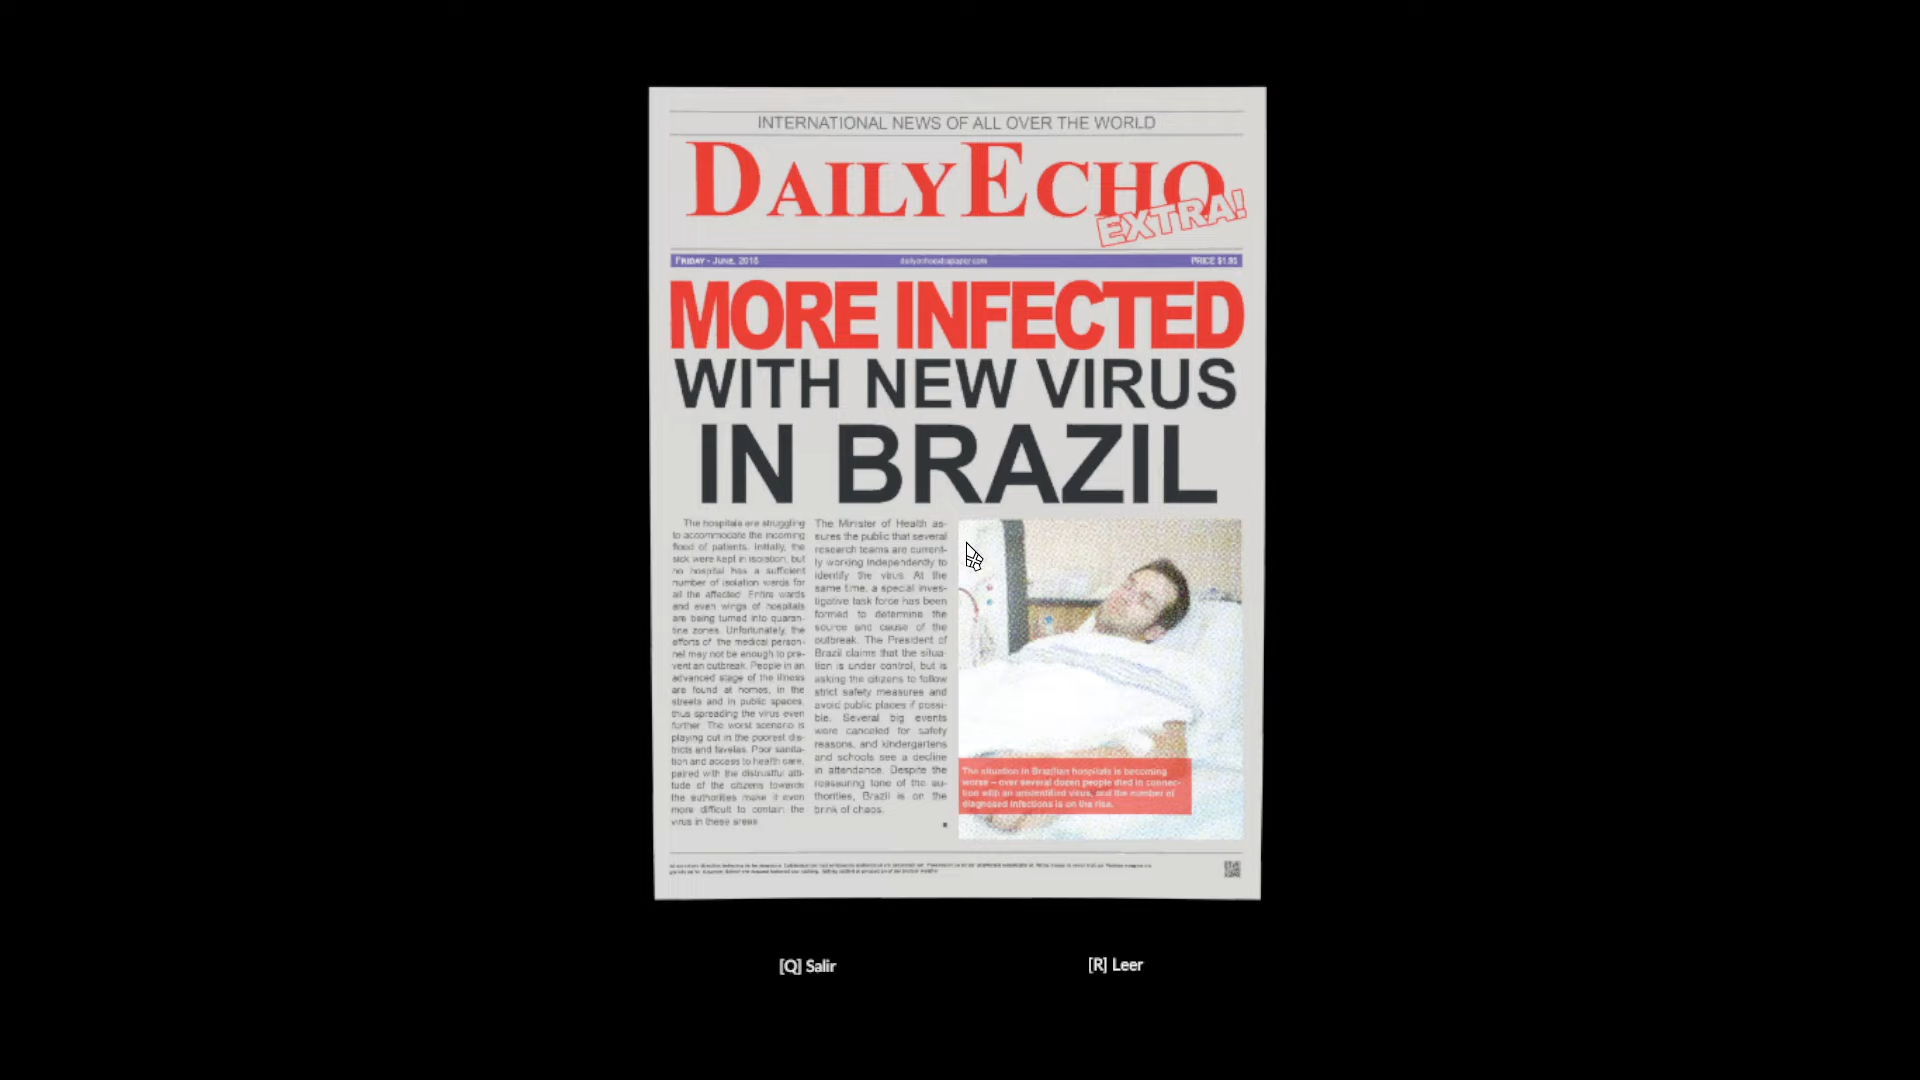 INTERNATIONAL NEWS OF ALL OVER THE WORLD
DAILY ECHO
EXTRA!
FRIDAY - JUNE, 2018
PRICE $1.95
MORE INFECTED
WITH NEW VIRUS
IN BRAZIL
The hospitals are struggling
to accommodate the incoming
flood of patients. Initially, the
sick were kept in isolation, but
no hospital has a sufficient
number of isolation wards for
all the affected. Entire wards
and even wings of hospitals
are being turned into quaran-
tine zones. Unfortunately, the
efforts of the medical person-
nel may not be enough to pre-
vent an outbreak. People in an
advanced stage of the illness
are found at homes, in the
streets and in public spaces,
thus spreading the virus even
further. The worst scenario is
playing out in the poorest dis-
tricts and favelas. Poor sanita-
tion and access to health care,
paired with the distrustful atti-
tude of the citizens towards
the authorities make it even
more difficult to contain the
virus in these areas
The Minister of Health as-
sures the public that several
research teams are current-
ly working independently to
identify the virus. At the
same time, a special inves-
tigative task force has been
formed to determine the
source and cause of the
outbreak. The President of
Brazil claims that the situa-
tion is under control, but is
asking the citizens to follow
strict safety measures and
avoid public places if possi-
ble. Several big events
were canceled for safety
reasons, and kindergartens
and schools see a decline
in attendance. Despite the
reassuring tone of the au-
thorities, Brazil is on the
brink of chaos.
The situation in Brazilian hospitals is becoming
worse – over several dozen people died in connec-
tion with an unidentified virus, and the number of
diagnosed infections is on the rise.
[Q] Salir
[R] Leer